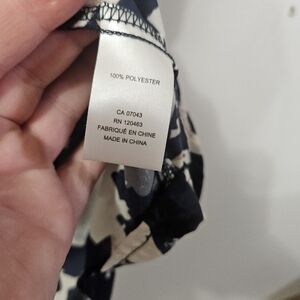 100% POLYESTER
CA 07043
RN 120463
FABRIQUÉ EN CHINE
MADE IN CHINA